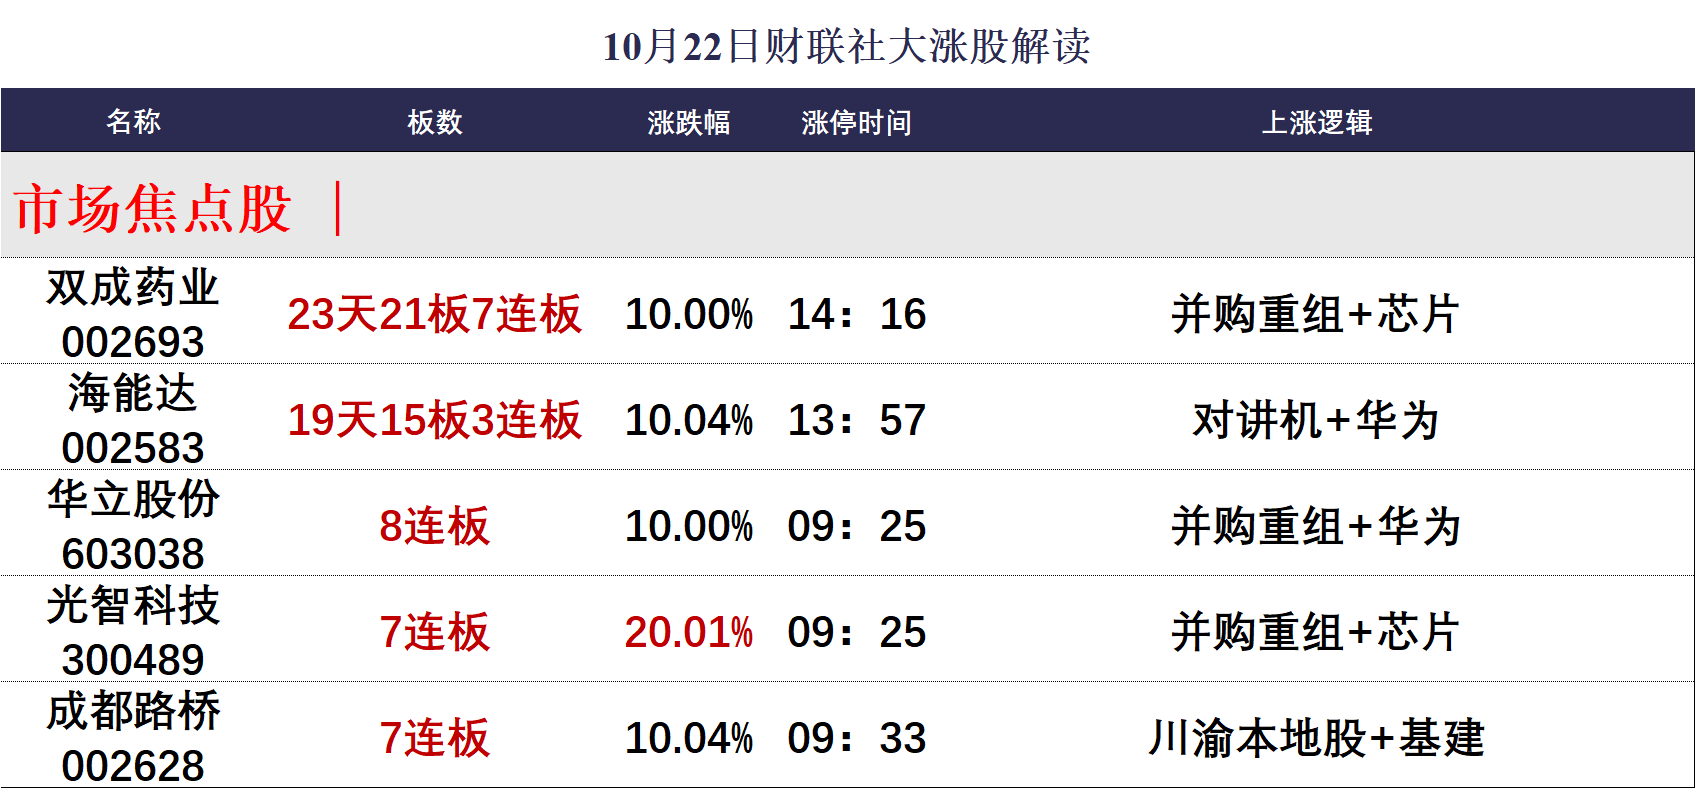 10月22日财联社大涨股解读
名称 板数 涨跌幅 涨停时间 上涨逻辑
市场焦点股 |
双成药业
002693
23天21板7连板 10.00% 14：16 并购重组+芯片
海能达
002583
19天15板3连板 10.04% 13：57 对讲机+华为
华立股份
603038
8连板 10.00% 09：25 并购重组+华为
光智科技
300489
7连板 20.01% 09：25 并购重组+芯片
成都路桥
002628
7连板 10.04% 09：33 川渝本地股+基建